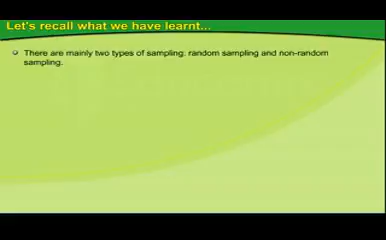 Let's recall what we have learnt...
There are mainly two types of sampling: random sampling and non-random
sampling.